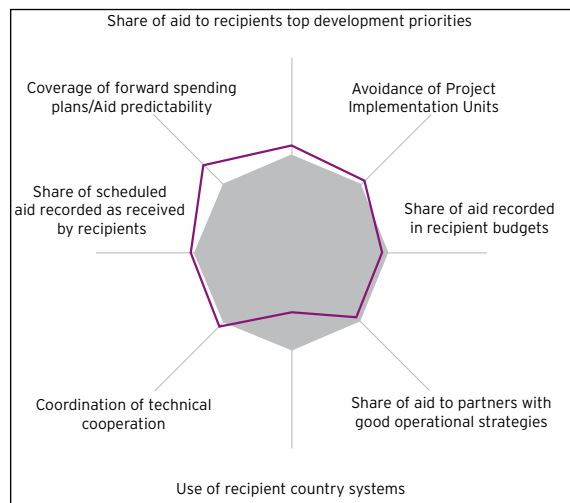 Share of aid to recipients top development priorities
Coverage of forward spending
plans/Aid predictability
Avoidance of Project
Implementation Units
Share of scheduled
aid recorded as received
by recipients
Share of aid recorded
in recipient budgets
Coordination of technical
cooperation
Share of aid to partners with
good operational strategies
Use of recipient country systems